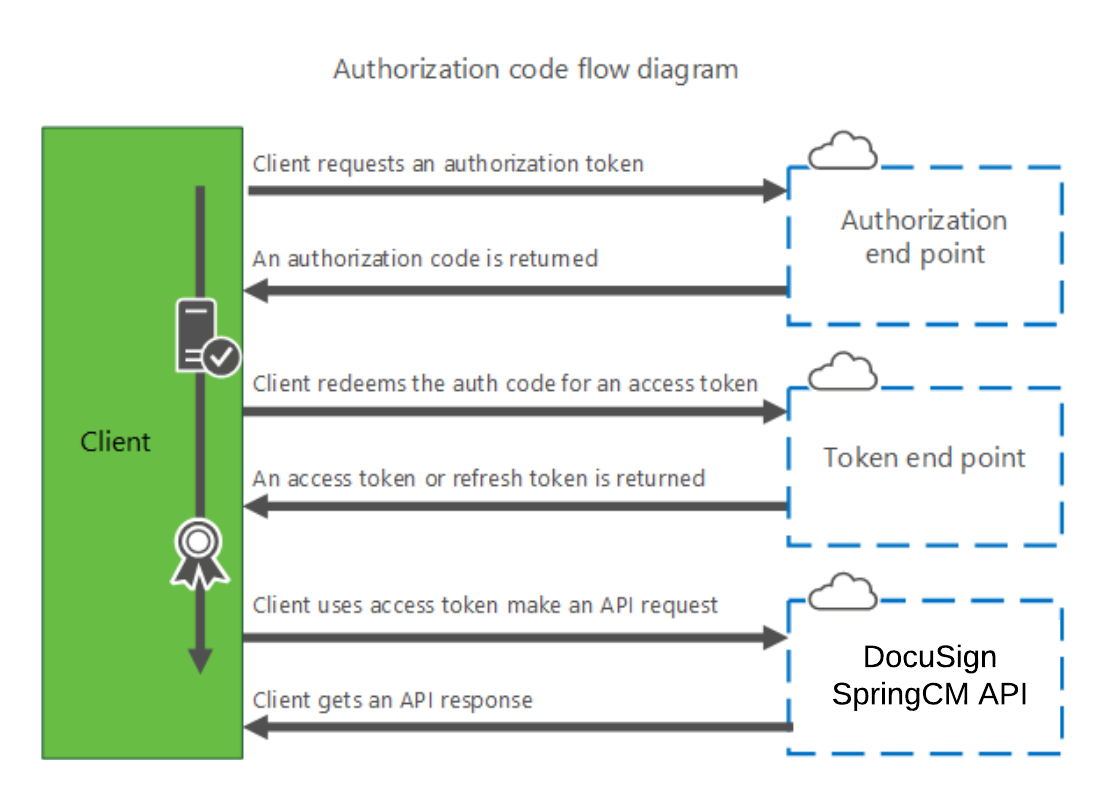 Authorization code flow diagram
Client requests an authorization token
Authorization
end point
An authorization code is returned
Client redeems the auth code for an access token
Client
Token end point
An access token or refresh token is returned
Client uses access token make an API request
DocuSign
SpringCM API
Client gets an API response